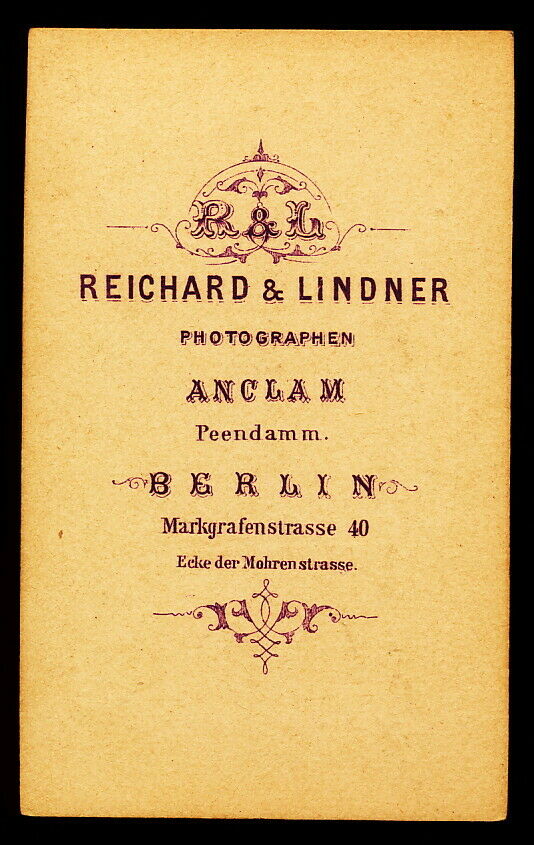 R & L
REICHARD & LINDNER
PHOTOGRAPHEN
ANCLAM
Peendamm.
BERLIN
Markgrafenstrasse 40
Ecke der Mohrenstrasse.